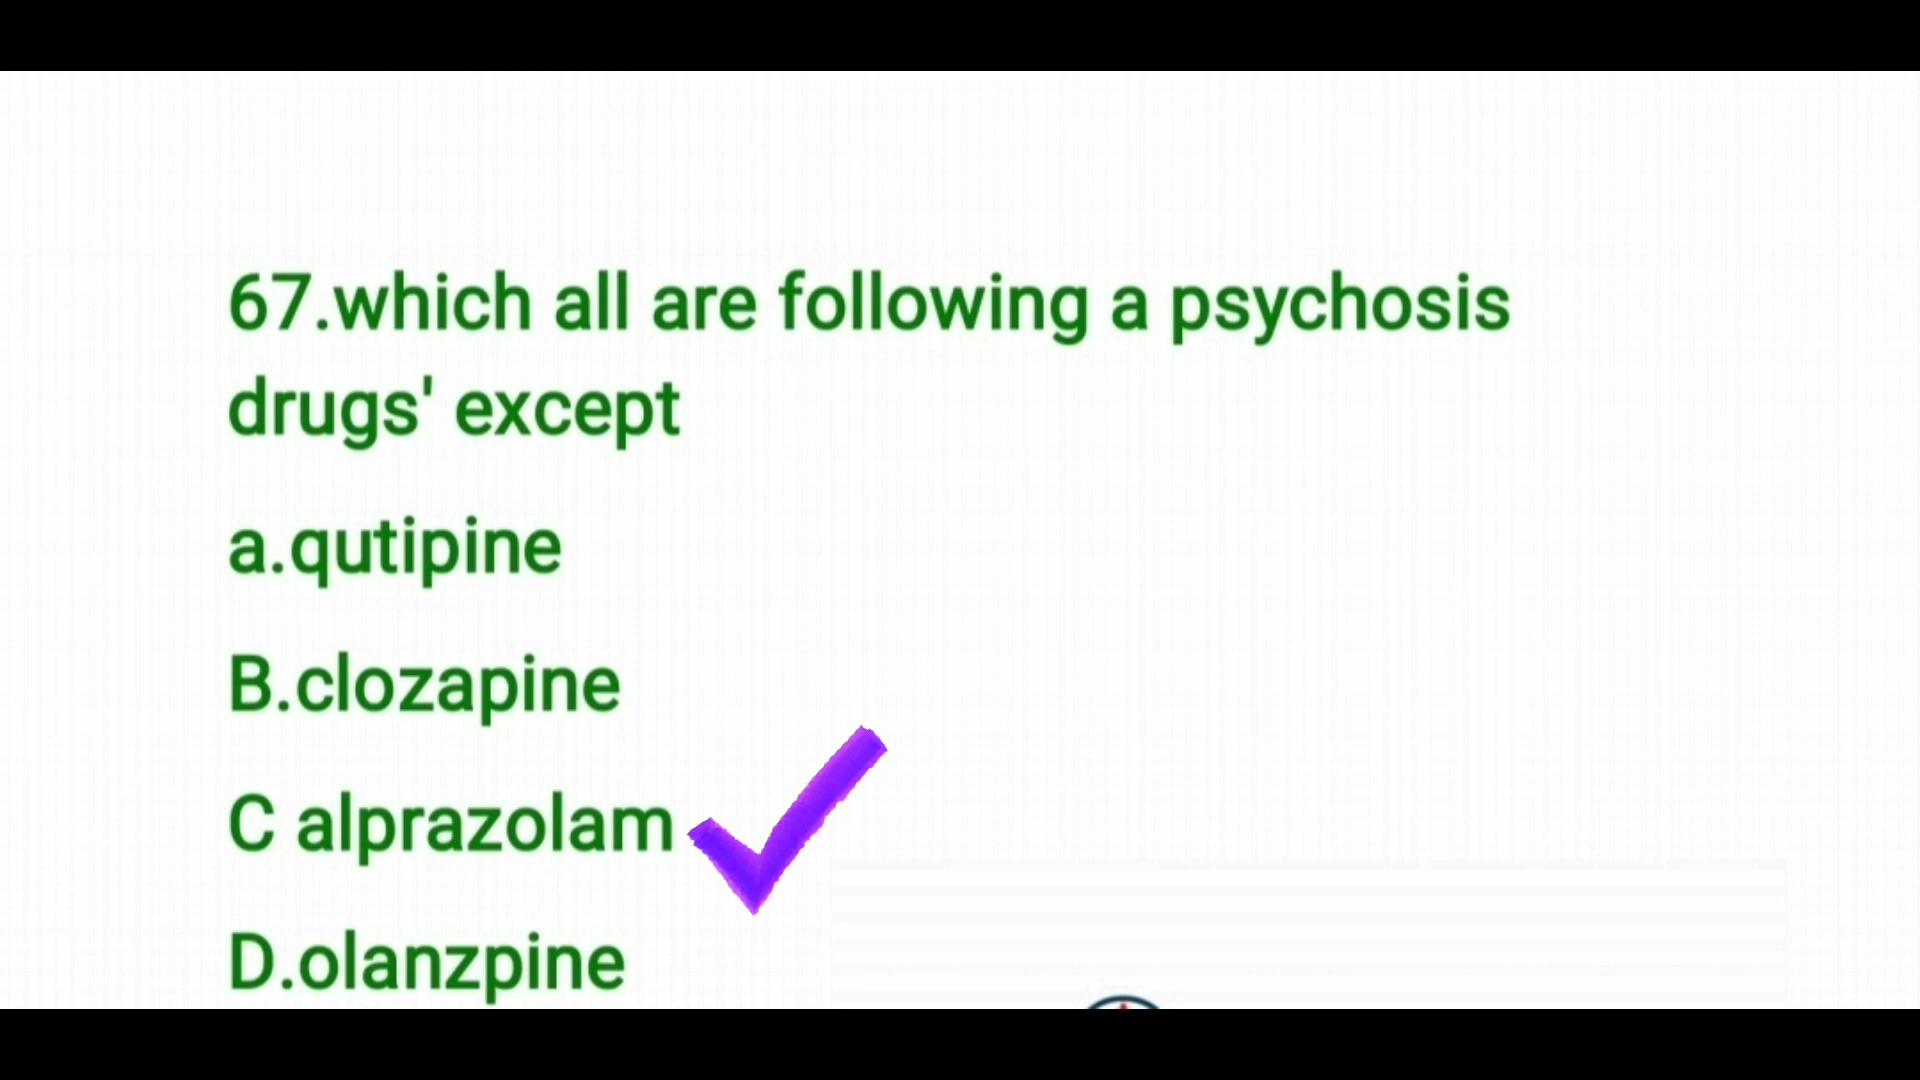 67.which all are following a psychosis
drugs' except
a.qutipine
B.clozapine
C alprazolam
D.olanzpine